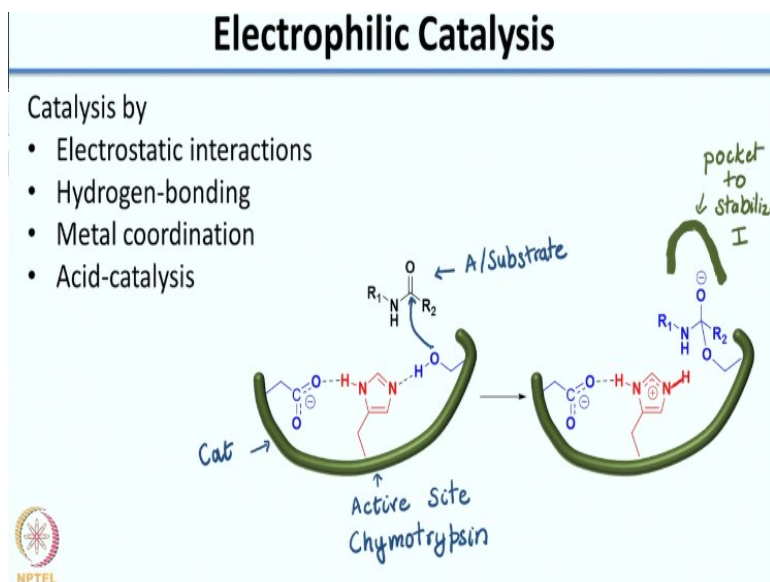 Electrophilic Catalysis
Catalysis by
• Electrostatic interactions
• Hydrogen-bonding
• Metal coordination
• Acid-catalysis
pocket
to
↓ stabiliz
I
← A/Substrate
O
R₁ N R₂
H
H O
O H N N
C ⊖
O
Cat →
↑
Active Site
Chymotrypsin
→
⊖
O
R₁ N R₂
H O
O H N N H
C ⊖ ⊕
O
NPTEL